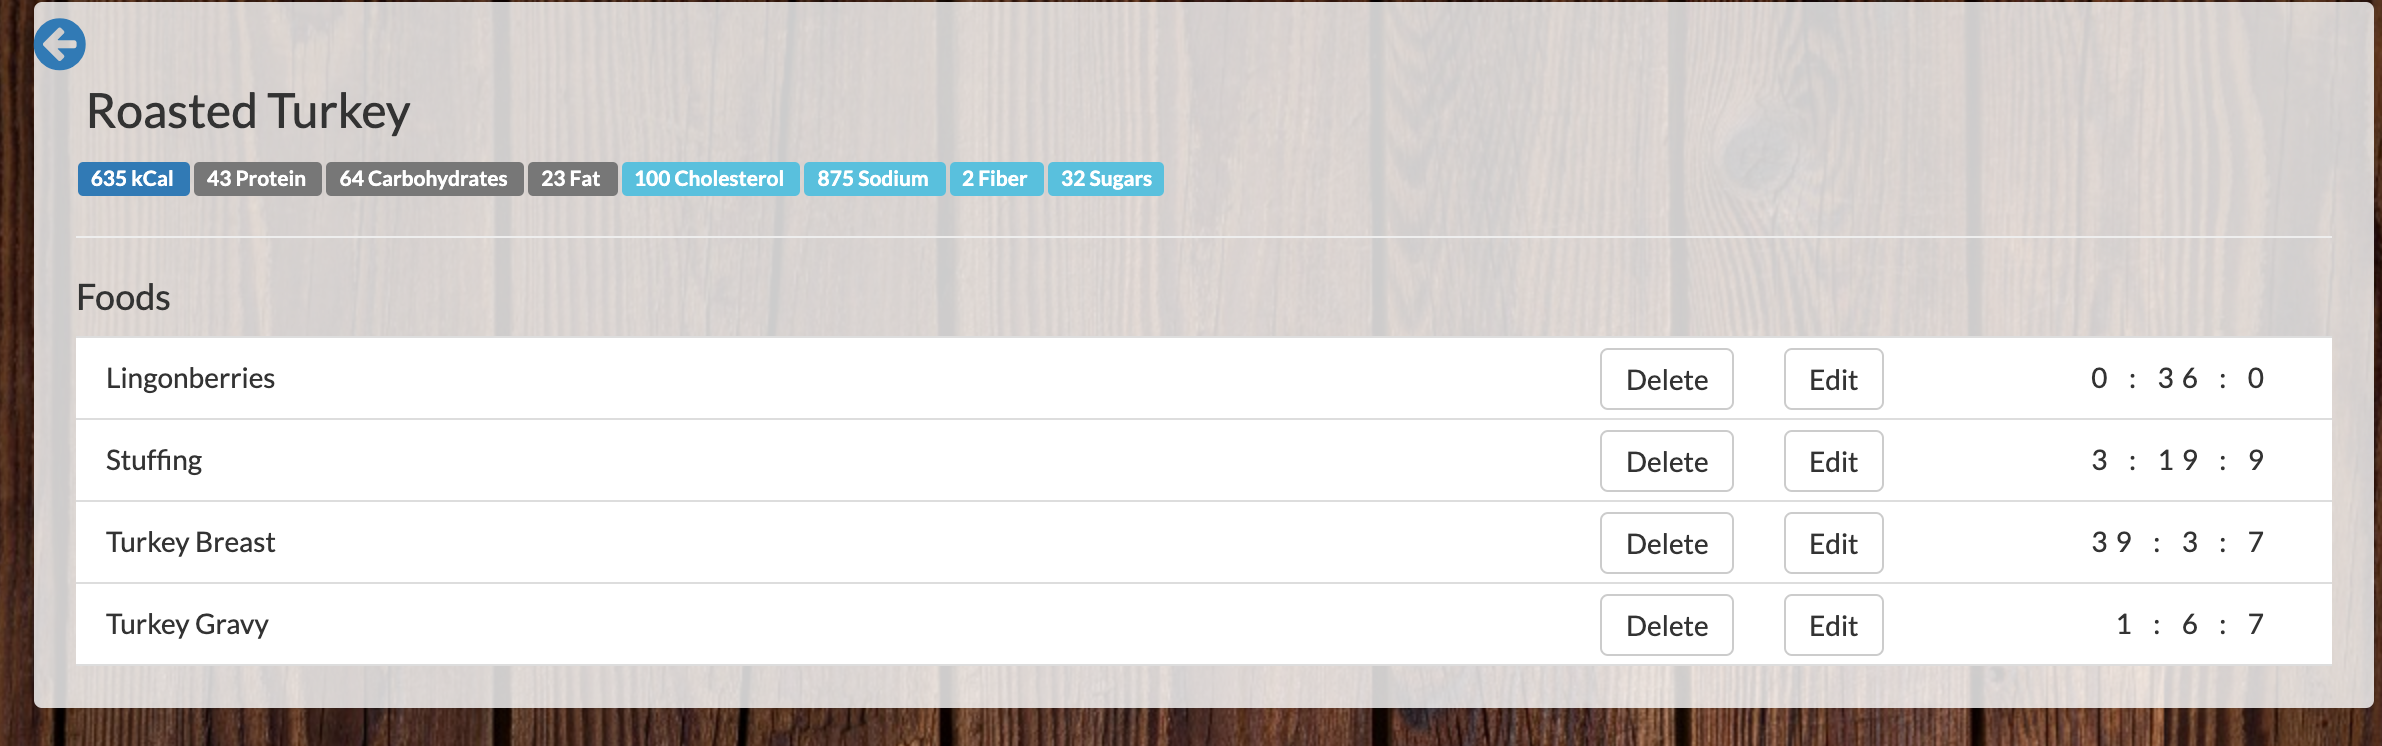 Roasted Turkey
635 kCal 43 Protein 64 Carbohydrates 23 Fat 100 Cholesterol 875 Sodium 2 Fiber 32 Sugars
Foods
Lingonberries Delete Edit 0 : 36 : 0
Stuffing Delete Edit 3 : 19 : 9
Turkey Breast Delete Edit 39 : 3 : 7
Turkey Gravy Delete Edit 1 : 6 : 7